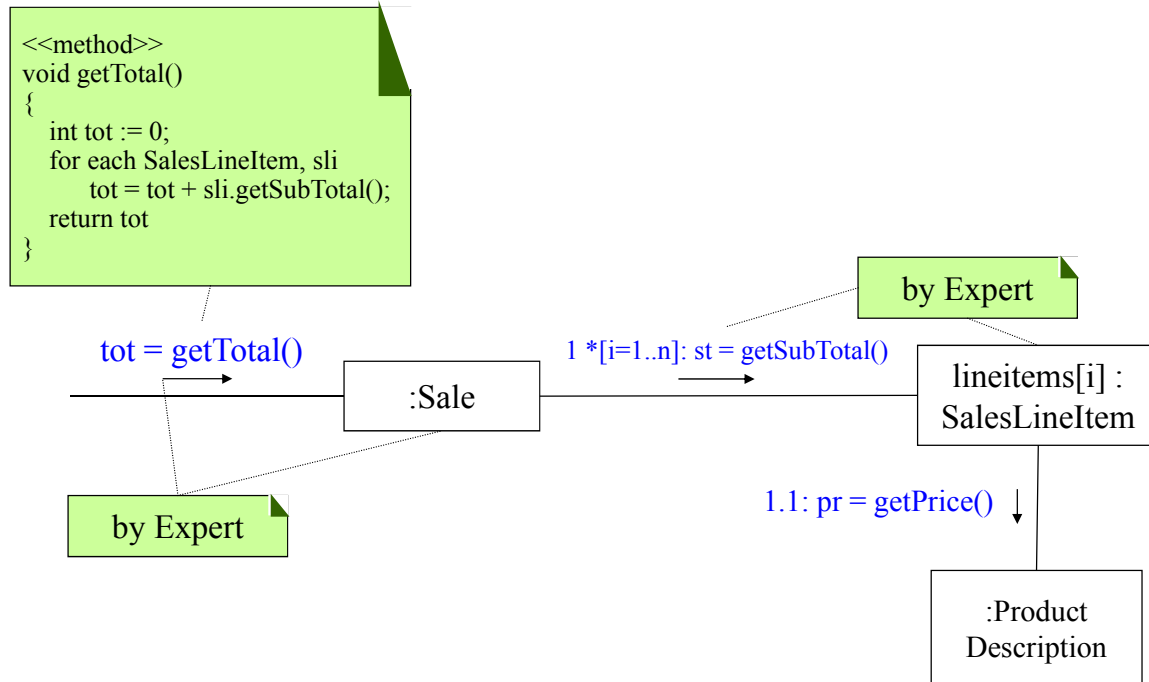 <<method>>
void getTotal()
{
int tot := 0;
for each SalesLineItem, sli
tot = tot + sli.getSubTotal();
return tot
}
by Expert
tot = getTotal()
1 *[i=1..n]: st = getSubTotal()
:Sale
lineitems[i] :
SalesLineItem
1.1: pr = getPrice()
by Expert
:Product
Description